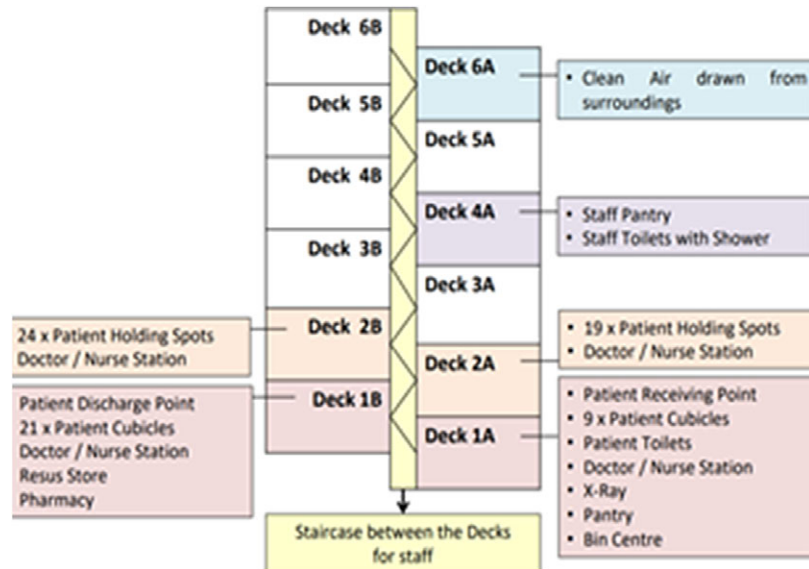 Deck 6B
Deck 5B
Deck 4B
Deck 3B
Deck 2B
Deck 1B
Deck 6A
Deck 5A
Deck 4A
Deck 3A
Deck 2A
Deck 1A
24 x Patient Holding Spots
Doctor / Nurse Station
Patient Discharge Point
21 x Patient Cubicles
Doctor / Nurse Station
Resus Store
Pharmacy
• Clean Air drawn from
surroundings
• Staff Pantry
• Staff Toilets with Shower
• 19 x Patient Holding Spots
• Doctor / Nurse Station
• Patient Receiving Point
• 9 x Patient Cubicles
• Patient Toilets
• Doctor / Nurse Station
• X-Ray
• Pantry
• Bin Centre
Staircase between the Decks
for staff